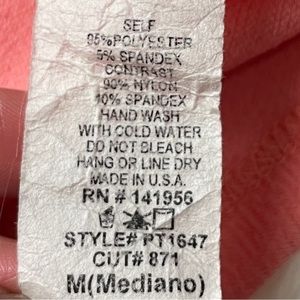 SELF
95%POLYESTER
5% SPANDEX
CONTRAST
90% NYLON
10% SPANDEX
HAND WASH
WITH COLD WATER
DO NOT BLEACH
HANG OR LINE DRY
MADE IN U.S.A.
RN # 141956
STYLE# PT1647
CUT# 871
M(Mediano)